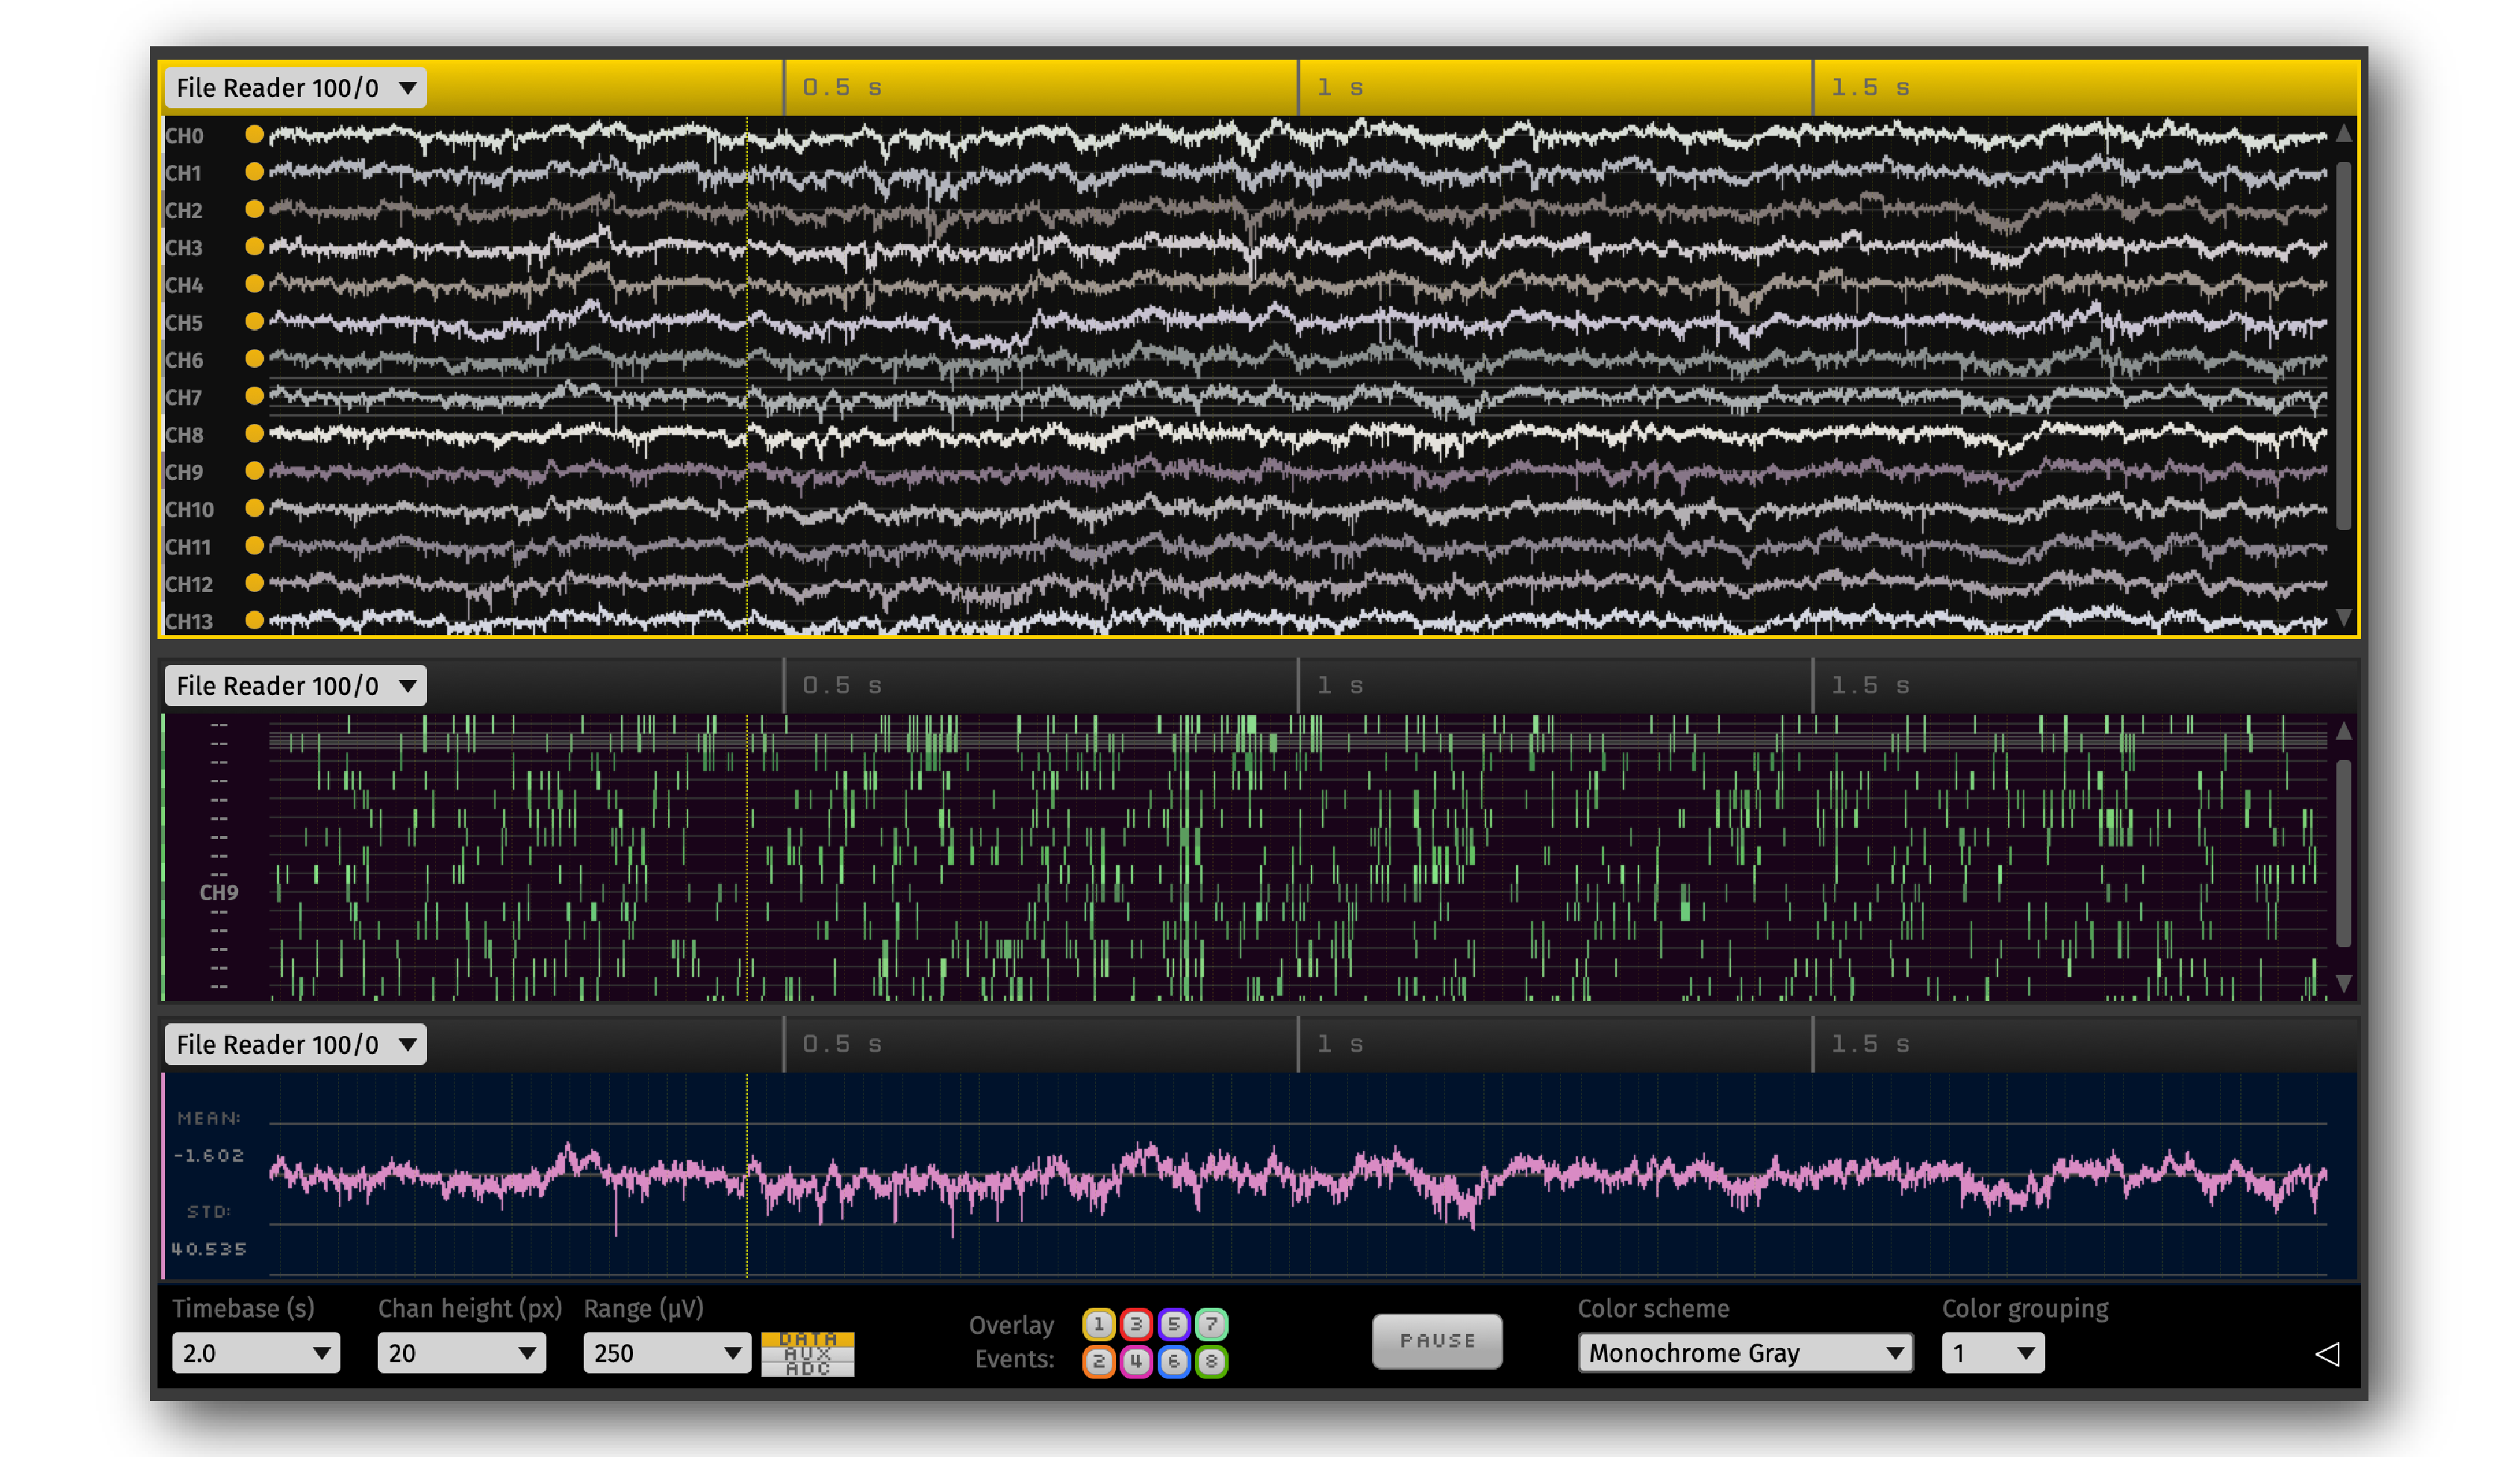 File Reader 100/0
0.5 s
1 s
1.5 s
CH0
CH1
CH2
CH3
CH4
CH5
CH6
CH7
CH8
CH9
CH10
CH11
CH12
CH13
File Reader 100/0
0.5 s
1 s
1.5 s
--
--
--
--
--
--
--
--
--
CH9
--
--
--
--
--
File Reader 100/0
0.5 s
1 s
1.5 s
MEAN:
-1.602
STD:
40.535
Timebase (s)
2.0
Chan height (px)
20
Range (µV)
250
DATA
AUX
ADC
Overlay
Events:
1 3 5 7
2 4 6 8
PAUSE
Color scheme
Monochrome Gray
Color grouping
1